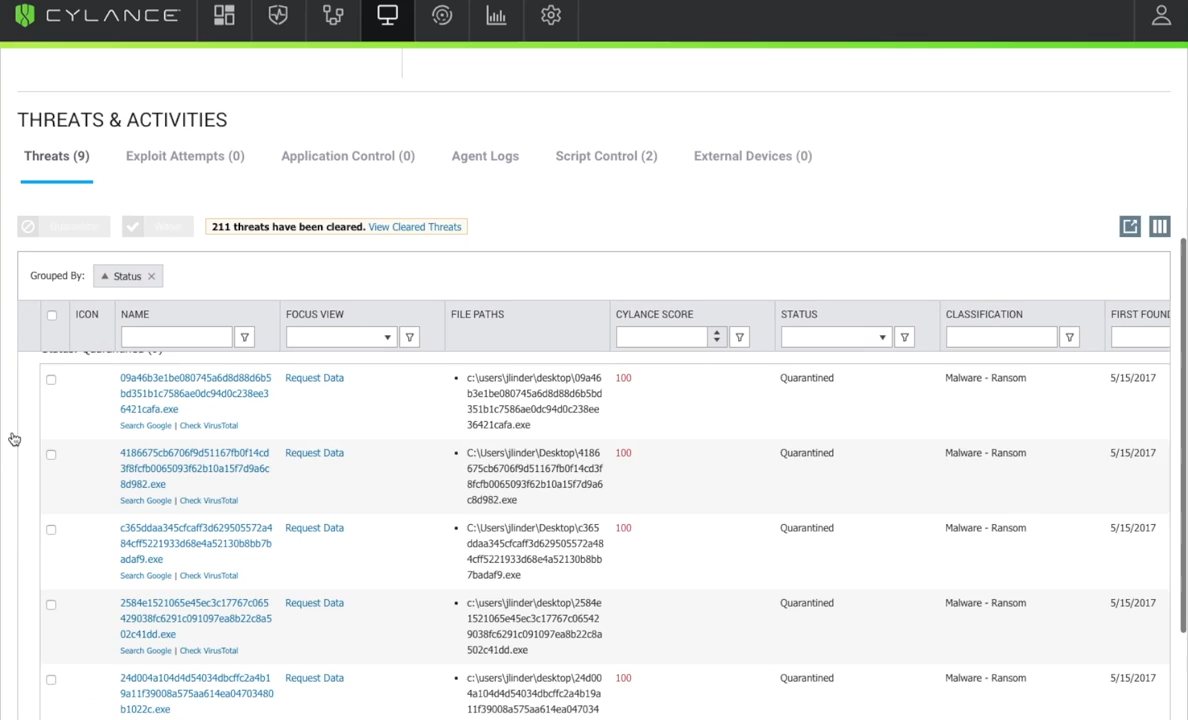 CYLANCE
THREATS & ACTIVITIES
Threats (9) Exploit Attempts (0) Application Control (0) Agent Logs Script Control (2) External Devices (0)
211 threats have been cleared. View Cleared Threats
Grouped By: Status
ICON NAME FOCUS VIEW FILE PATHS CYLANCE SCORE STATUS CLASSIFICATION FIRST FOUND
Status: Quarantined
09a46b3e1be080745a6d8d88d6b5 Request Data • c:\users\jlinder\desktop\09a46 100 Quarantined Malware - Ransom 5/15/2017
bd351b1c7586ae0dc94d0c238ee3 b3e1be080745a6d8d88d6b5bd
6421cafa.exe 351b1c7586ae0dc94d0c238ee
Search Google | Check VirusTotal 36421cafa.exe
4186675cb6706f9d51167fb0f14cd Request Data • C:\Users\jlinder\Desktop\4186 100 Quarantined Malware - Ransom 5/15/2017
3f8fcfb0065093f62b10a15f7d9a6c 675cb6706f9d51167fb0f14cd3f
8d982.exe 8fcfb0065093f62b10a15f7d9a6
Search Google | Check VirusTotal c8d982.exe
c365ddaa345cfcaff3d629505572a4 Request Data • C:\Users\jlinder\Desktop\c365 100 Quarantined Malware - Ransom 5/15/2017
84cff5221933d68e4a52130b8bb7b ddaa345cfcaff3d629505572a48
adaf9.exe 4cff5221933d68e4a52130b8bb
Search Google | Check VirusTotal 7badaf9.exe
2584e1521065e45ec3c17767c065 Request Data • c:\users\jlinder\desktop\2584e 100 Quarantined Malware - Ransom 5/15/2017
429038fc6291c091097ea8b22c8a5 1521065e45ec3c17767c06542
02c41dd.exe 9038fc6291c091097ea8b22c8a
Search Google | Check VirusTotal 502c41dd.exe
24d004a104d4d54034dbcffc2a4b1 Request Data • c:\users\jlinder\desktop\24d00 100 Quarantined Malware - Ransom 5/15/2017
9a11f39008a575aa614ea04703480 4a104d4d54034dbcffc2a4b19a
b1022c.exe 11f39008a575aa614ea047034